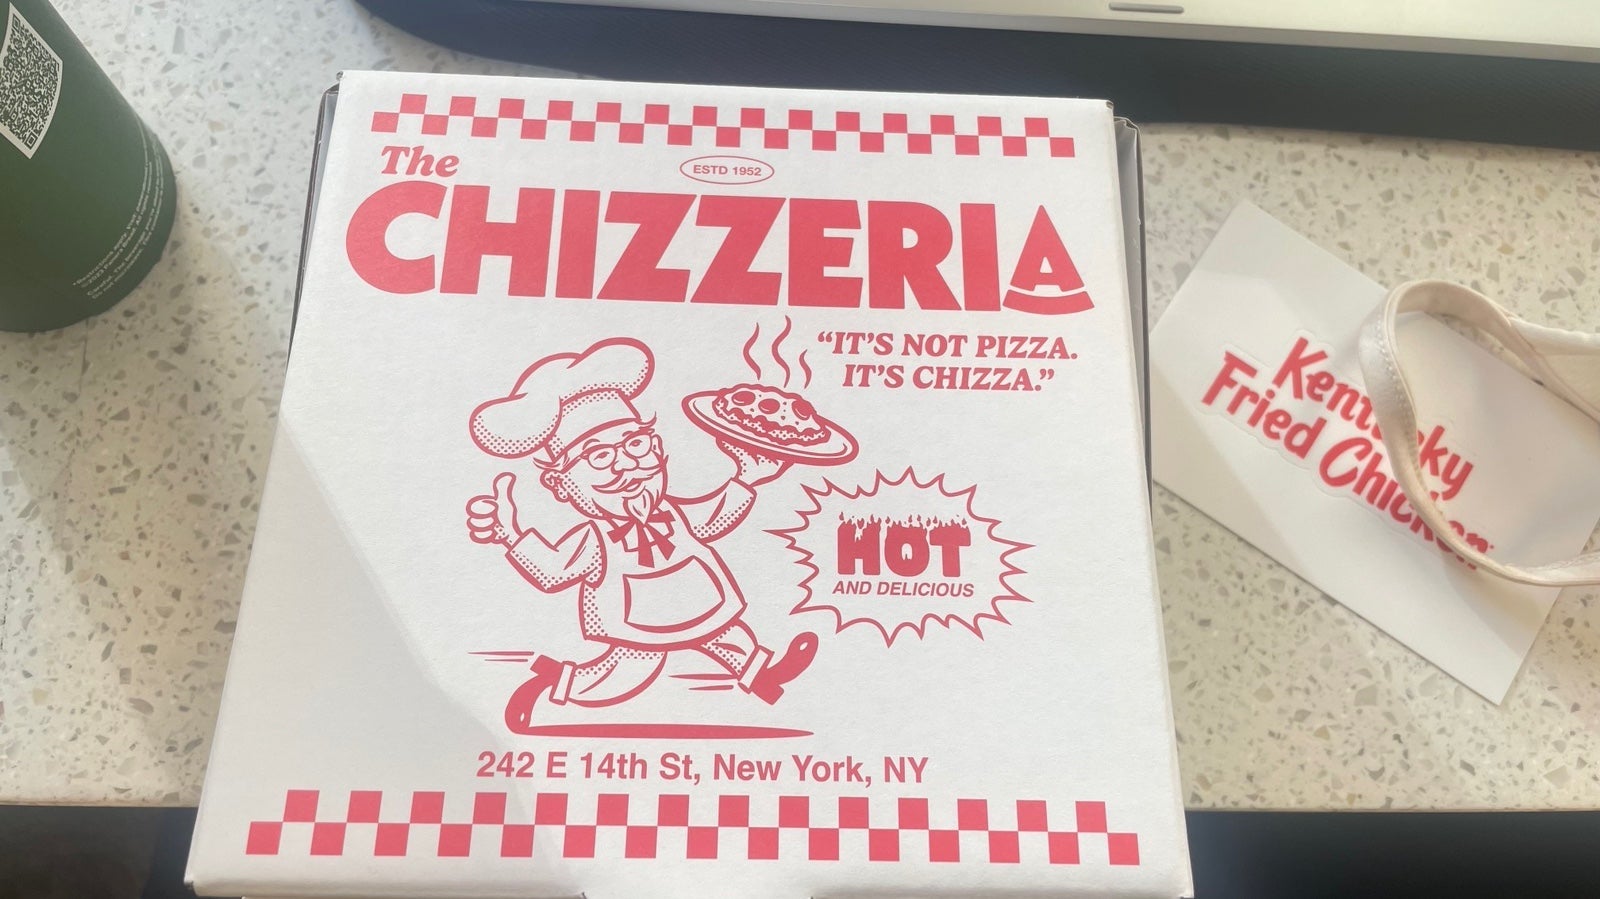 The
ESTD 1952
CHIZZERIA
“IT’S NOT PIZZA.
IT’S CHIZZA.”
HOT
AND DELICIOUS
242 E 14th St, New York, NY
Kentucky
Fried Chicken